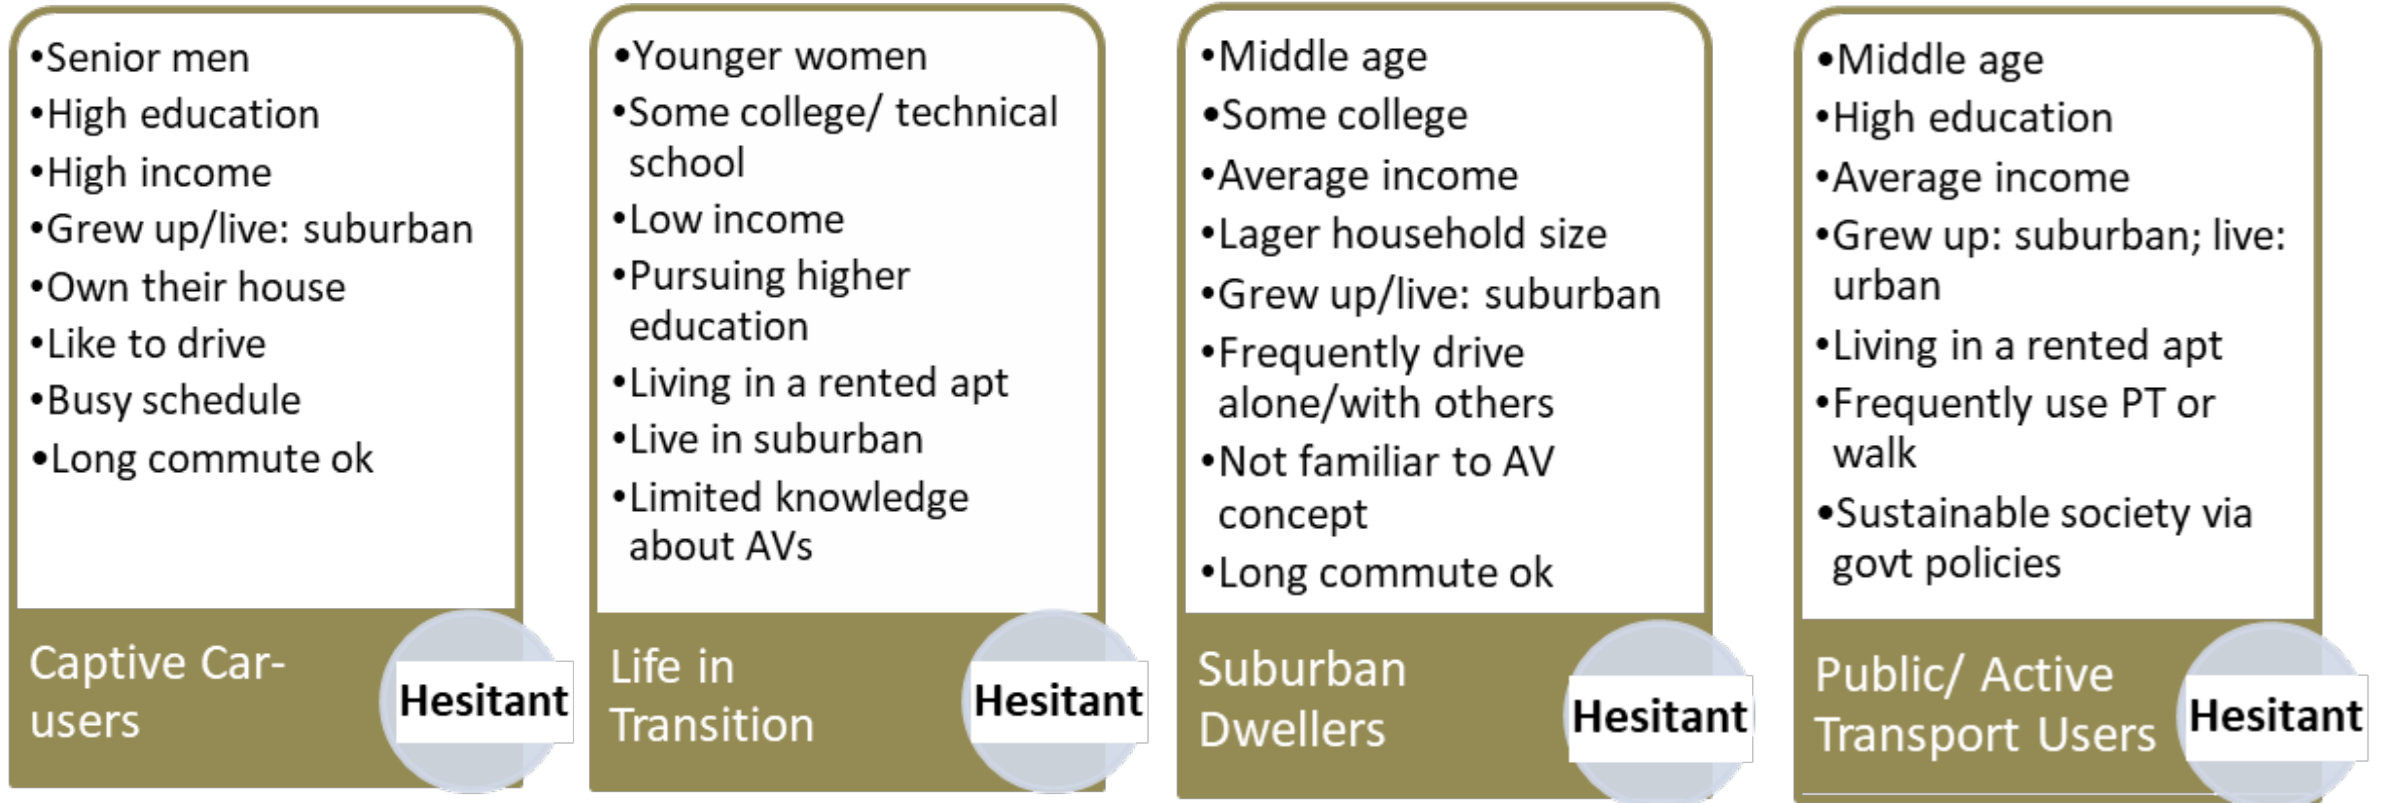 •Senior men
•High education
•High income
•Grew up/live: suburban
•Own their house
•Like to drive
•Busy schedule
•Long commute ok
Captive Car-
users
Hesitant
•Younger women
•Some college/ technical
school
•Low income
•Pursuing higher
education
•Living in a rented apt
•Live in suburban
•Limited knowledge
about AVs
Life in
Transition
Hesitant
•Middle age
•Some college
•Average income
•Lager household size
•Grew up/live: suburban
•Frequently drive
alone/with others
•Not familiar to AV
concept
•Long commute ok
Suburban
Dwellers
Hesitant
•Middle age
•High education
•Average income
•Grew up: suburban; live:
urban
•Living in a rented apt
•Frequently use PT or
walk
•Sustainable society via
govt policies
Public/ Active
Transport Users
Hesitant